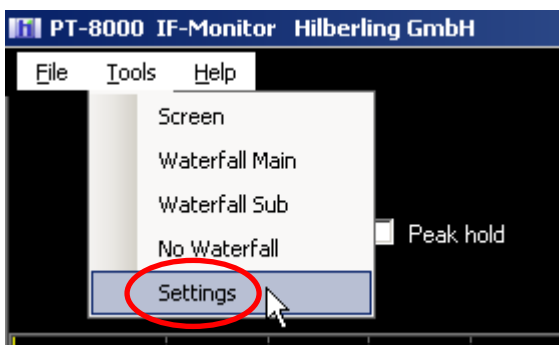 PT-8000 IF-Monitor Hilberling GmbH
File Tools Help
Screen
Waterfall Main
Waterfall Sub
No Waterfall
Peak hold
Settings